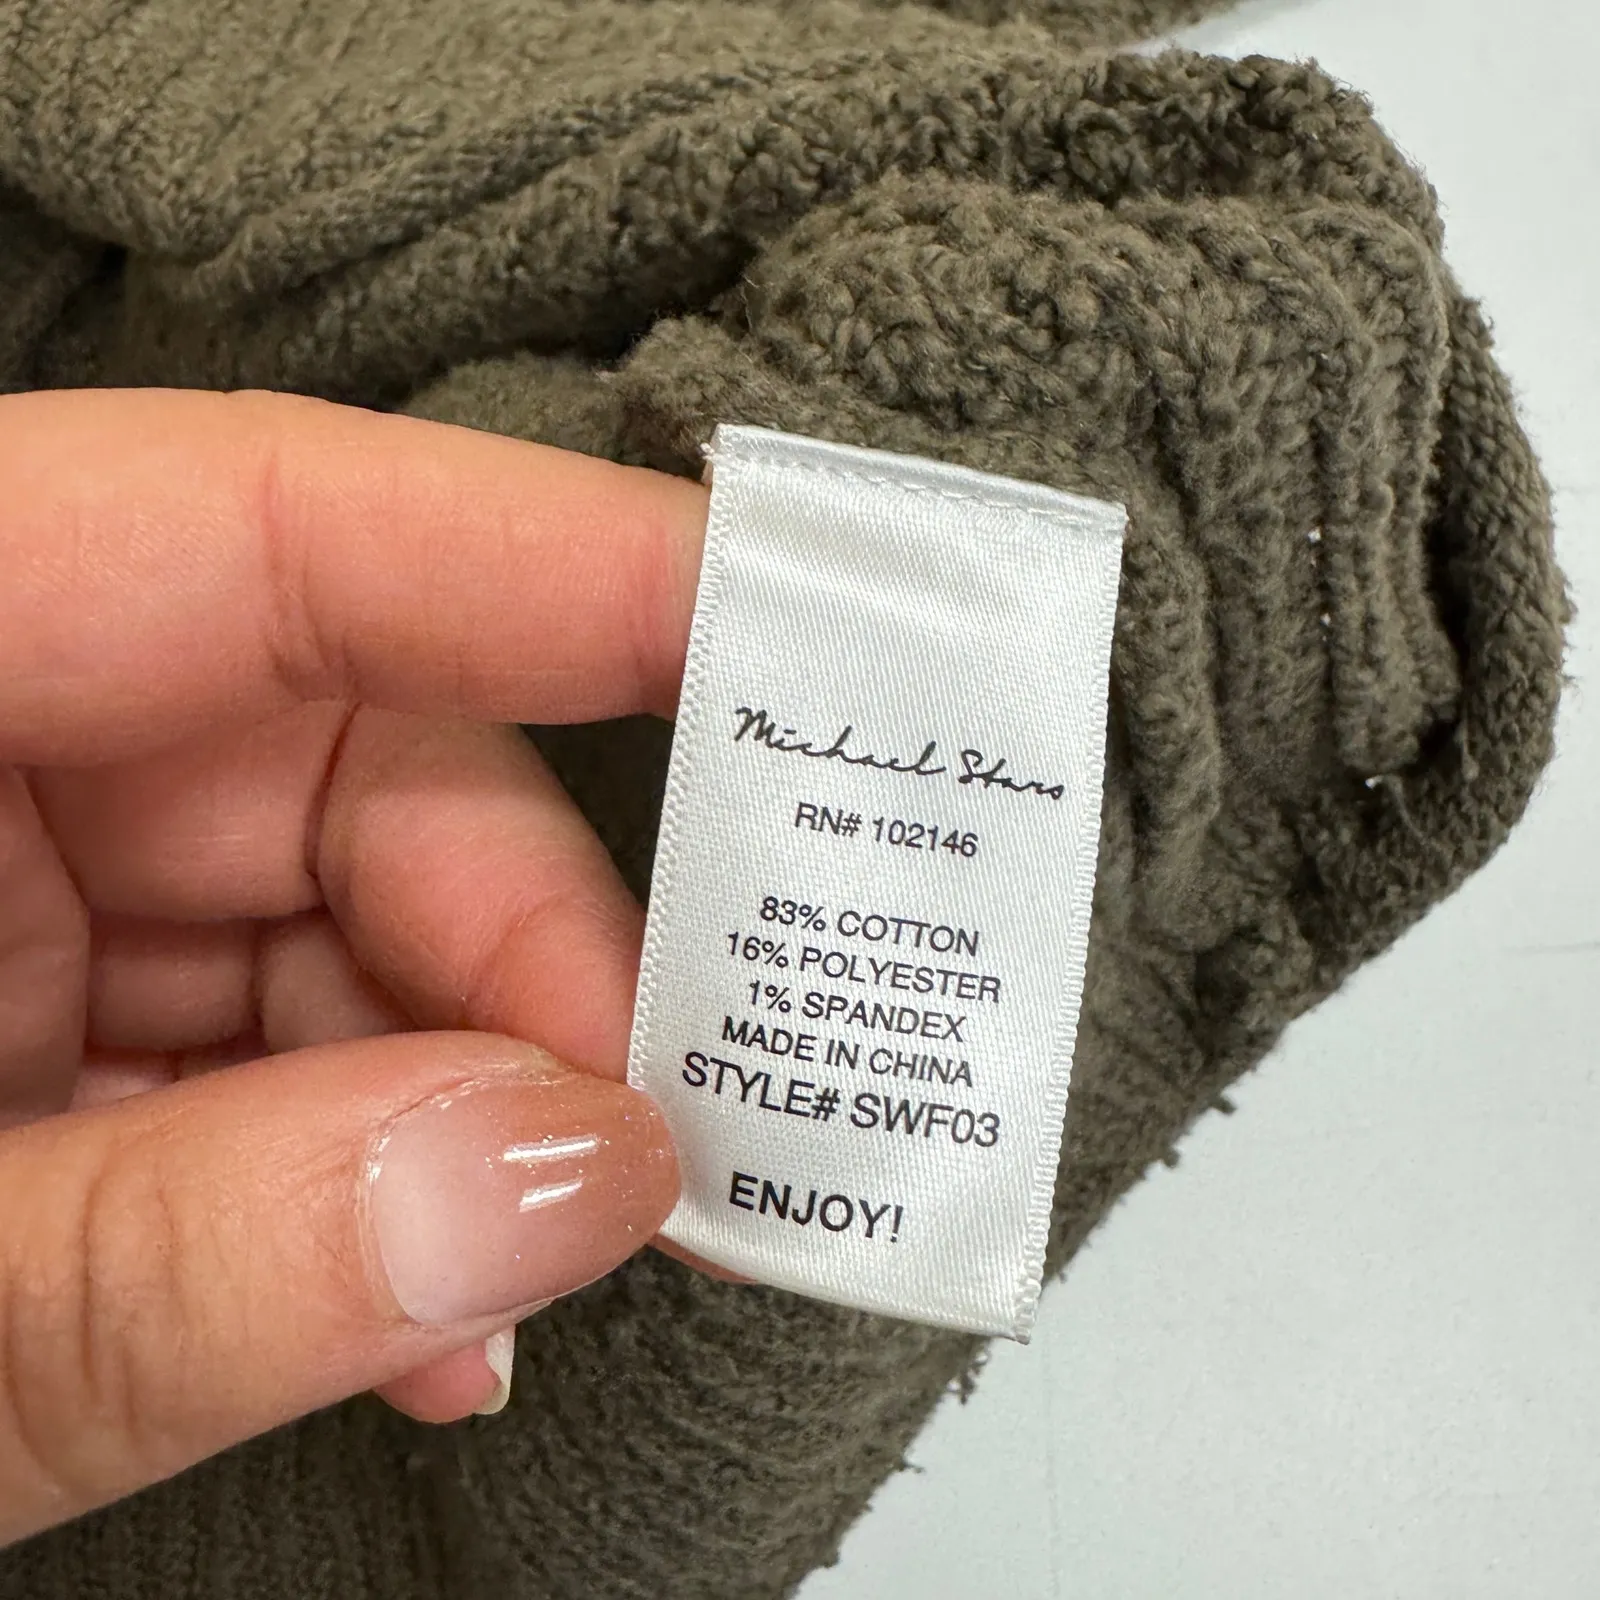 Michael Stars
RN# 102146
83% COTTON
16% POLYESTER
1% SPANDEX
MADE IN CHINA
STYLE# SWF03
ENJOY!